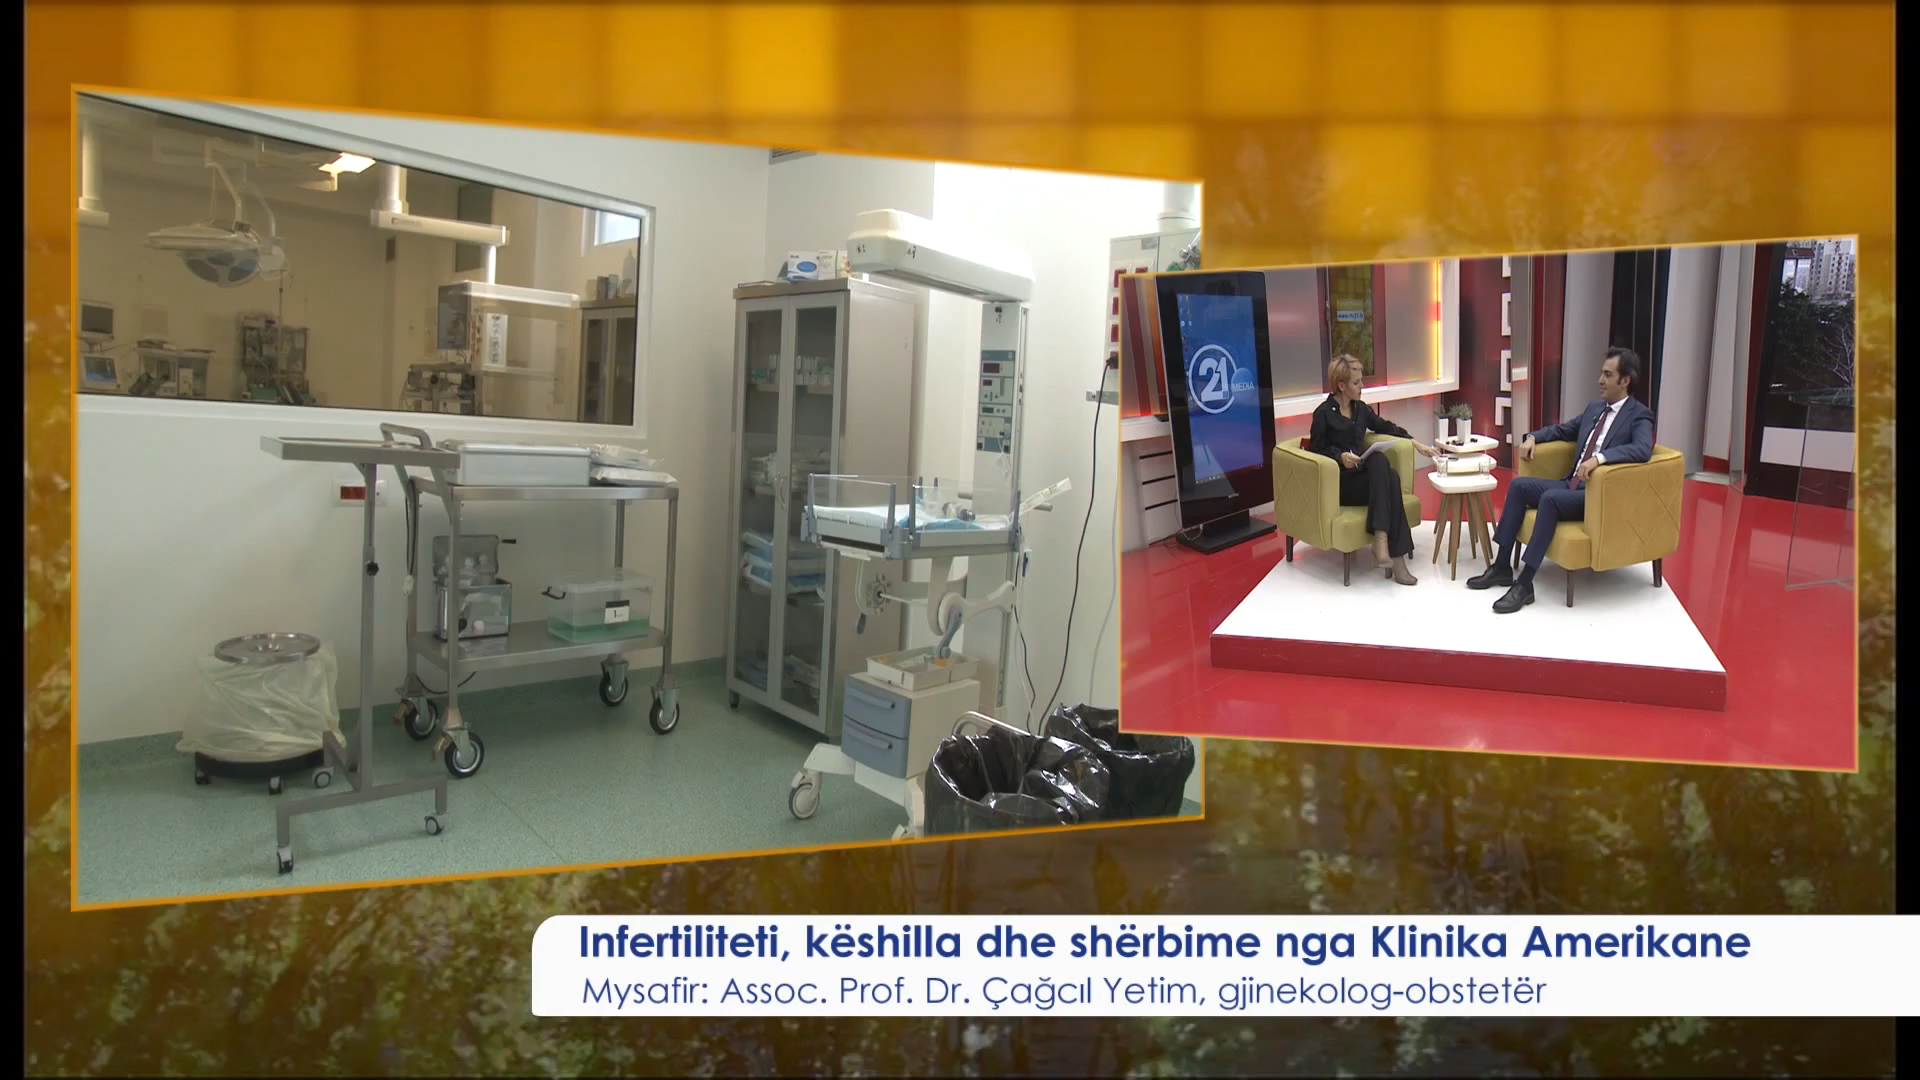 21
MEDIA
Infertiliteti, këshilla dhe shërbime nga Klinika Amerikane
Mysafir: Assoc. Prof. Dr. Çağcıl Yetim, gjinekolog-obstetër